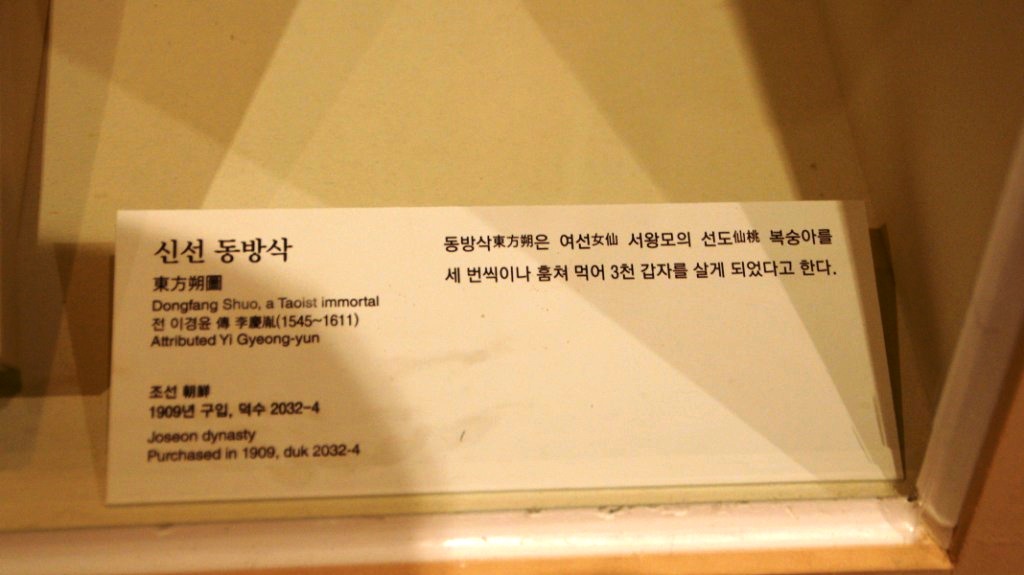 신선 동방삭
東方朔圖
Dongfang Shuo, a Taoist immortal
전 이경윤 傳 李慶胤(1545~1611)
Attributed Yi Gyeong-yun
조선 朝鮮
1909년 구입, 덕수 2032-4
Joseon dynasty
Purchased in 1909, duk 2032-4
동방삭東方朔은 여선女仙 서왕모의 선도仙桃 복숭아를
세 번씩이나 훔쳐 먹어 3천 갑자를 살게 되었다고 한다.